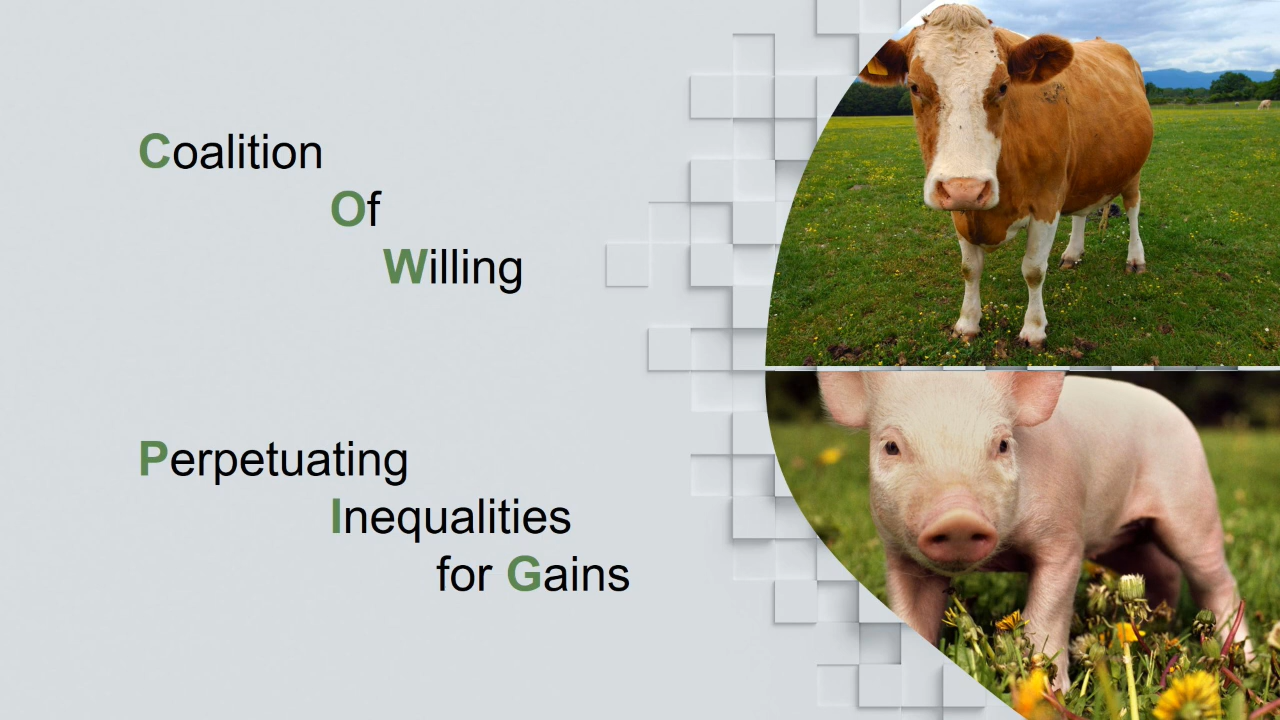 Coalition
Of
Willing
Perpetuating
Inequalities
for Gains